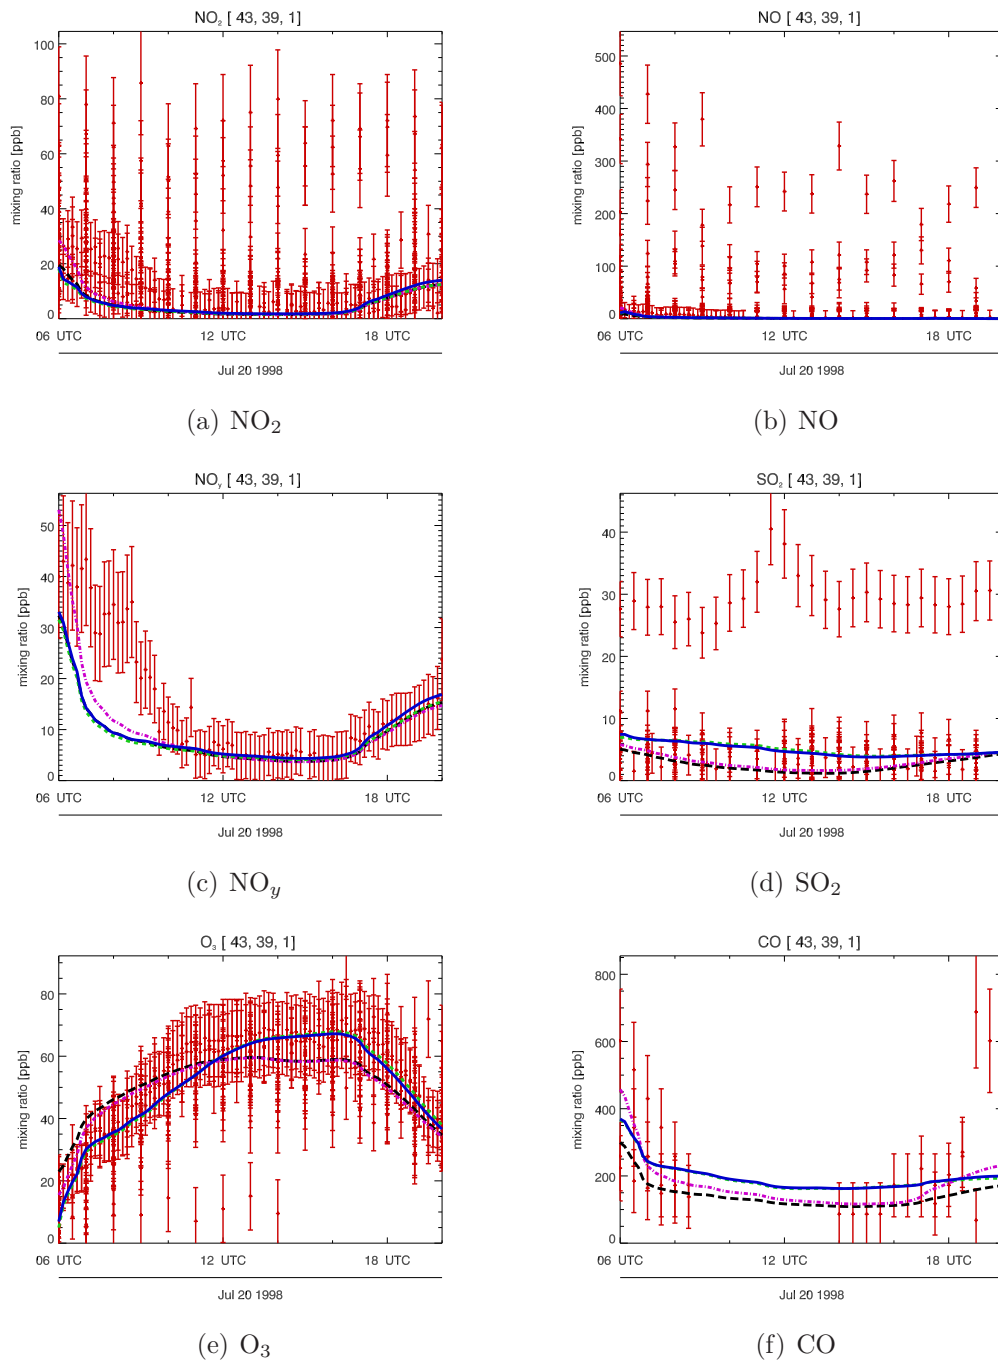 NO₂ [ 43, 39, 1]
mixing ratio [ppb]
100
80
60
40
20
0
06 UTC 12 UTC 18 UTC
Jul 20 1998
(a) NO₂
NO [ 43, 39, 1]
mixing ratio [ppb]
500
400
300
200
100
0
06 UTC 12 UTC 18 UTC
Jul 20 1998
(b) NO
NOᵧ [ 43, 39, 1]
mixing ratio [ppb]
50
40
30
20
10
0
06 UTC 12 UTC 18 UTC
Jul 20 1998
(c) NOᵧ
SO₂ [ 43, 39, 1]
mixing ratio [ppb]
40
30
20
10
0
06 UTC 12 UTC 18 UTC
Jul 20 1998
(d) SO₂
O₃ [ 43, 39, 1]
mixing ratio [ppb]
80
60
40
20
0
06 UTC 12 UTC 18 UTC
Jul 20 1998
(e) O₃
CO [ 43, 39, 1]
mixing ratio [ppb]
800
600
400
200
0
06 UTC 12 UTC 18 UTC
Jul 20 1998
(f) CO